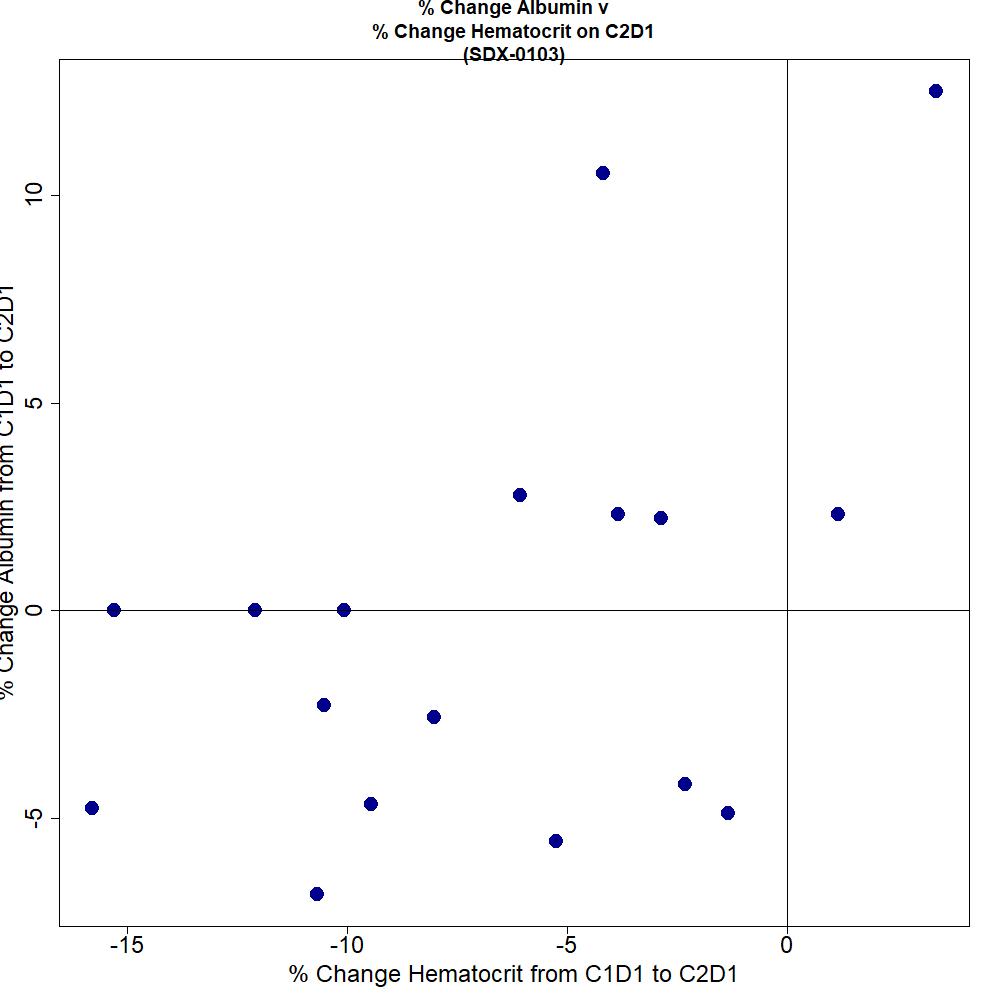 % Change Albumin v
% Change Hematocrit on C2D1
(SDX-0103)
% Change Albumin from C1D1 to C2D1
10
5
0
-5
-15
-10
-5
0
% Change Hematocrit from C1D1 to C2D1